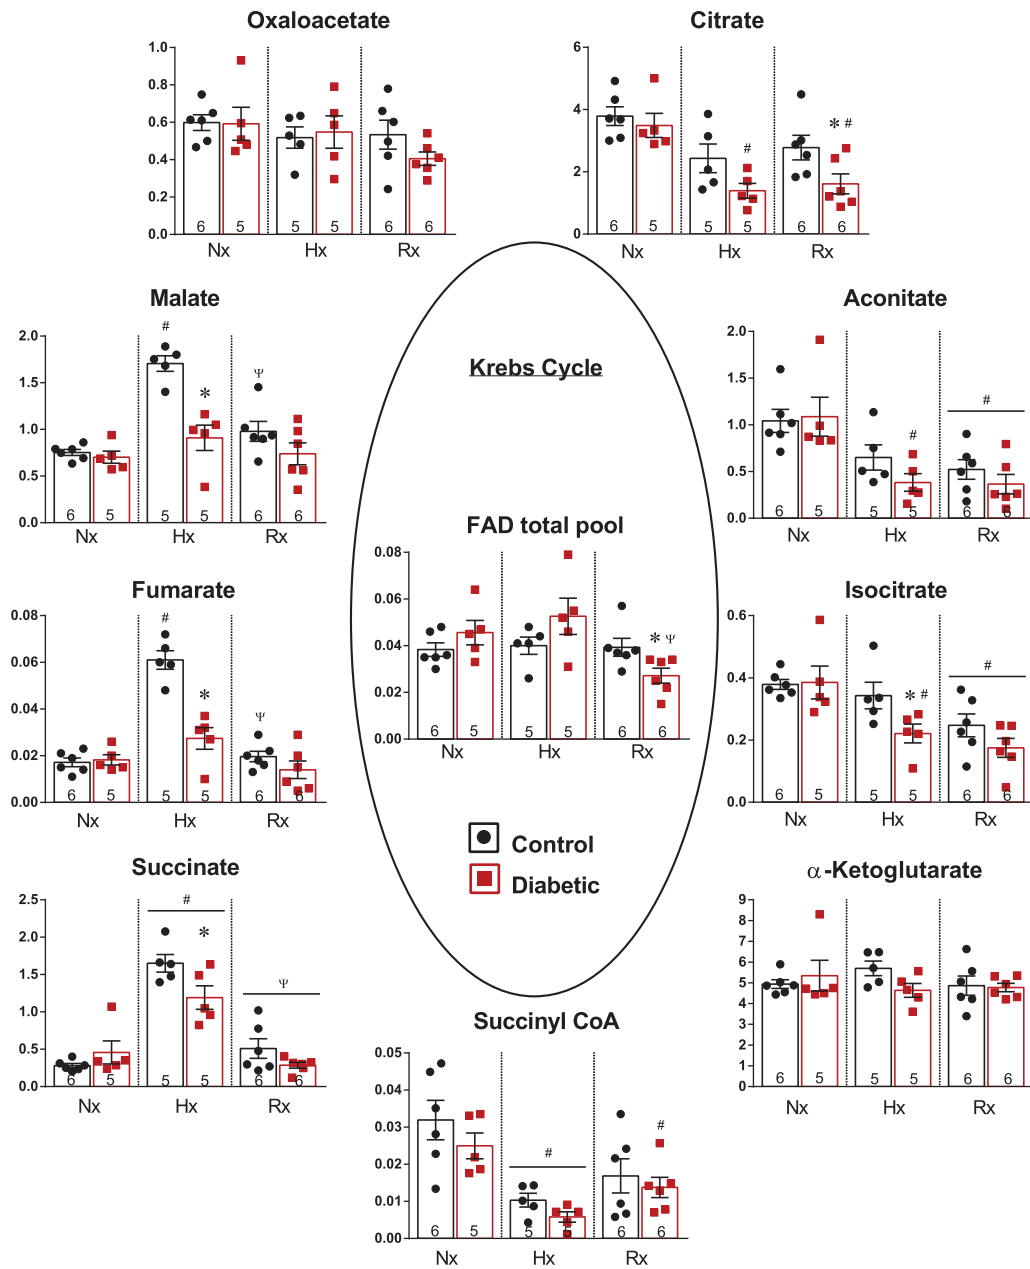 Oxaloacetate
1.0
0.8
0.6
0.4
0.2
0.0
6 5 5 5 6 6
Nx Hx Rx
Citrate
6
4
2
0
# * #
6 5 5 5 6 6
Nx Hx Rx
Malate
2.0
1.5
1.0
0.5
0.0
# * Ψ
6 5 5 5 6 6
Nx Hx Rx
Krebs Cycle
Aconitate
2.0
1.5
1.0
0.5
0.0
# #
6 5 5 5 6 6
Nx Hx Rx
FAD total pool
0.08
0.06
0.04
0.02
0.00
* Ψ
6 5 5 5 6 6
Nx Hx Rx
Fumarate
0.08
0.06
0.04
0.02
0.00
# * Ψ
6 5 5 5 6 6
Nx Hx Rx
Isocitrate
0.6
0.4
0.2
0.0
* # #
6 5 5 5 6 6
Nx Hx Rx
Control
Diabetic
Succinate
2.5
2.0
1.5
1.0
0.5
0.0
# * Ψ
6 5 5 5 6 6
Nx Hx Rx
α-Ketoglutarate
9
8
7
6
5
4
3
2
1
0
6 5 5 5 6 6
Nx Hx Rx
Succinyl CoA
0.05
0.04
0.03
0.02
0.01
0.00
# #
6 5 5 6 6
Nx Hx Rx